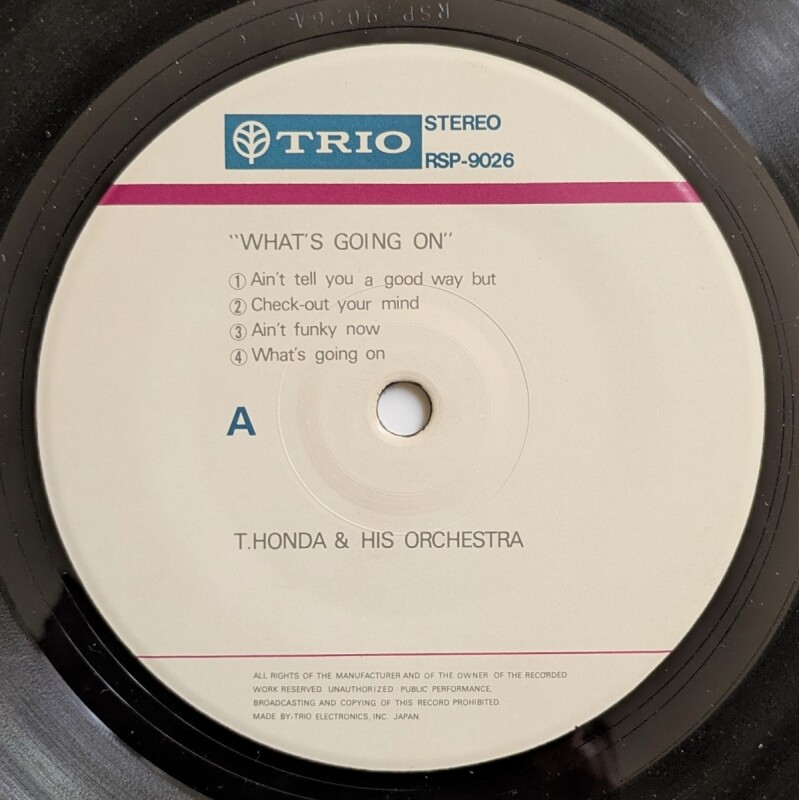 RSP 9026A
TRIO STEREO
RSP-9026
"WHAT'S GOING ON"
① Ain't tell you a good way but
② Check-out your mind
③ Ain't funky now
④ What's going on
A
T.HONDA & HIS ORCHESTRA
ALL RIGHTS OF THE MANUFACTURER AND OF THE OWNER OF THE RECORDED
WORK RESERVED. UNAUTHORIZED PUBLIC PERFORMANCE,
BROADCASTING AND COPYING OF THIS RECORD PROHIBITED.
MADE BY-TRIO ELECTRONICS, INC. JAPAN.